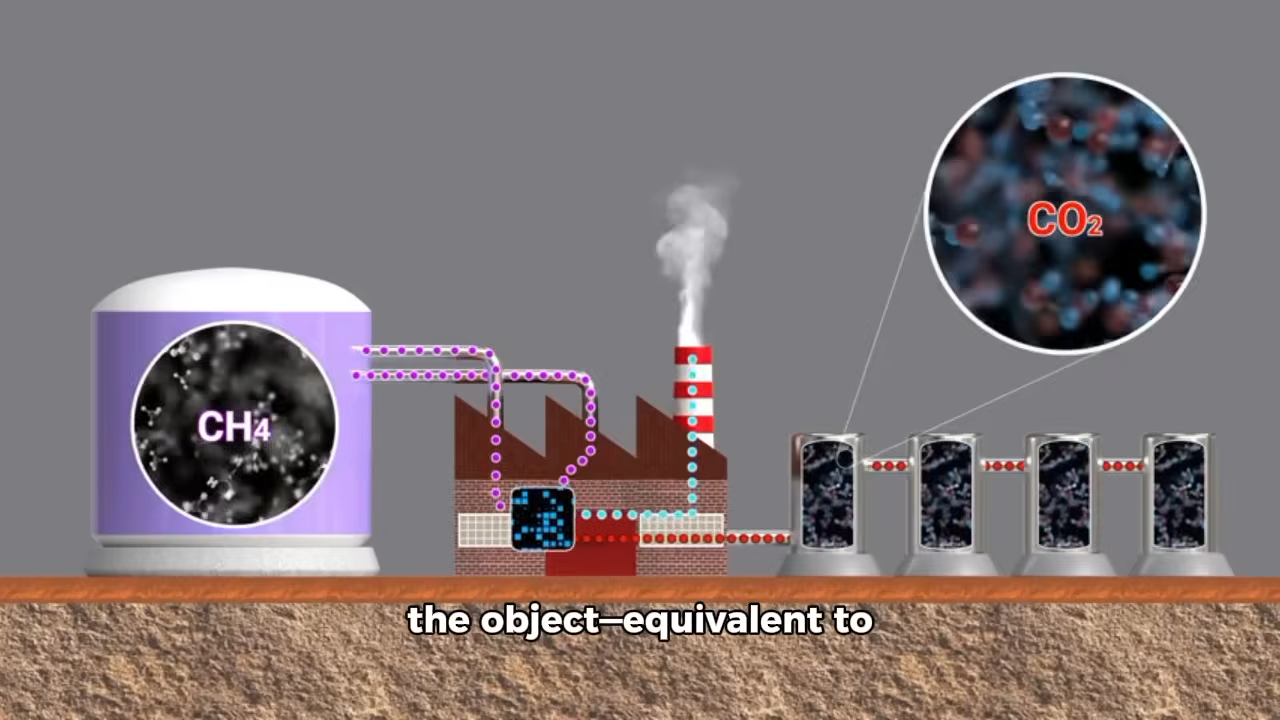 CO₂
CH₄
the object—equivalent to